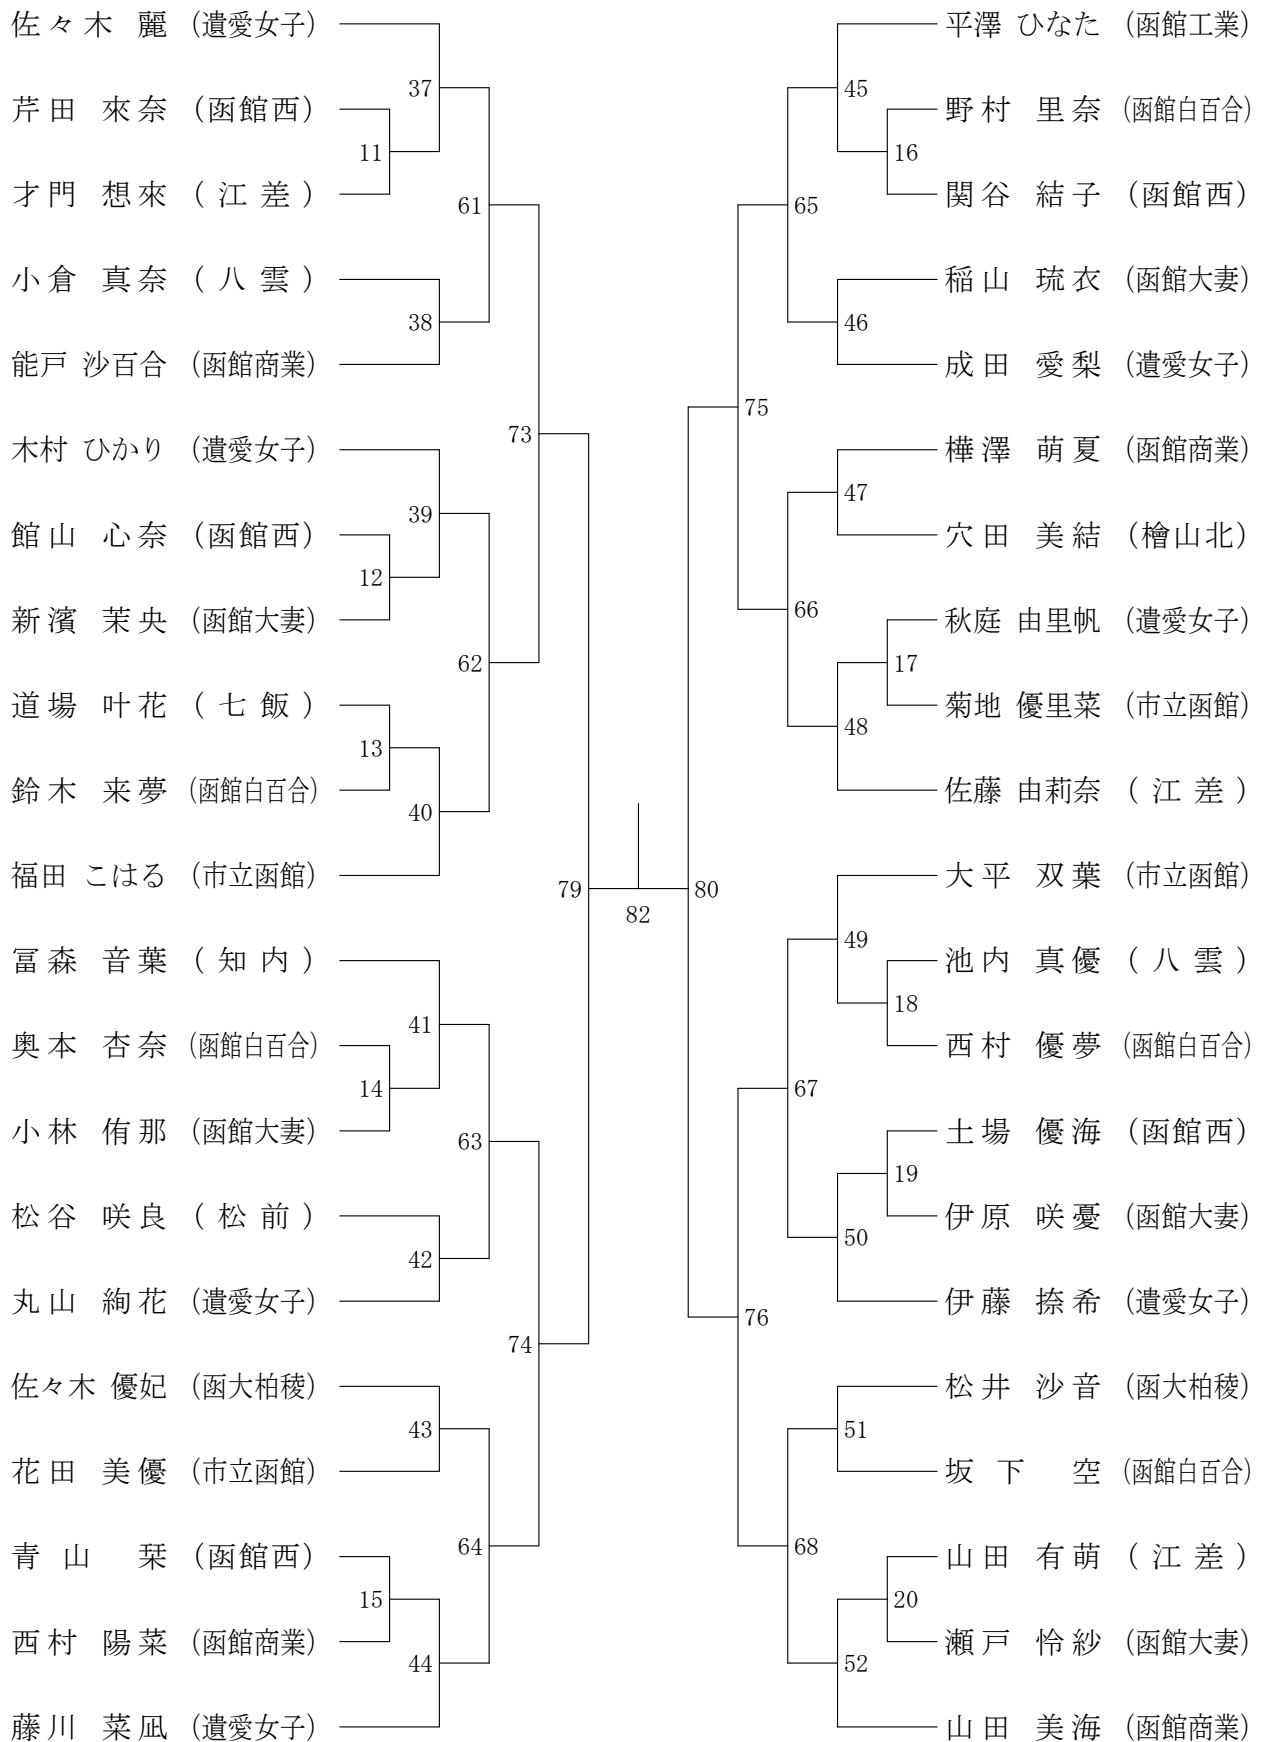 佐々木 麗 (遺愛女子)
芹田 來奈 (函館西)
才門 想來 (江差)
小倉 真奈 (八雲)
能戸 沙百合 (函館商業)
木村 ひかり (遺愛女子)
館山 心奈 (函館西)
新濱 茉央 (函館大妻)
道場 叶花 (七飯)
鈴木 来夢 (函館白百合)
福田 こはる (市立函館)
冨森 音葉 (知内)
奥本 杏奈 (函館白百合)
小林 侑那 (函館大妻)
松谷 咲良 (松前)
丸山 絢花 (遺愛女子)
佐々木 優妃 (函大柏稜)
花田 美優 (市立函館)
青山 栞 (函館西)
西村 陽菜 (函館商業)
藤川 菜凪 (遺愛女子)
11
12
13
14
15
37
38
39
40
41
42
43
44
61
62
63
64
73
74
79
82
80
75
76
65
66
67
68
45
46
47
48
49
50
51
52
16
17
18
19
20
平澤 ひなた (函館工業)
野村 里奈 (函館白百合)
関谷 結子 (函館西)
稲山 琉衣 (函館大妻)
成田 愛梨 (遺愛女子)
樺澤 萌夏 (函館商業)
穴田 美結 (檜山北)
秋庭 由里帆 (遺愛女子)
菊地 優里菜 (市立函館)
佐藤 由莉奈 (江差)
大平 双葉 (市立函館)
池内 真優 (八雲)
西村 優夢 (函館白百合)
土場 優海 (函館西)
伊原 咲憂 (函館大妻)
伊藤 捺希 (遺愛女子)
松井 沙音 (函大柏稜)
坂下 空 (函館白百合)
山田 有萌 (江差)
瀬戸 怜紗 (函館大妻)
山田 美海 (函館商業)